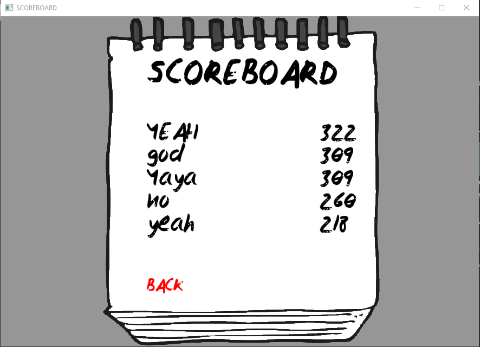 SCOREBOARD
SCOREBOARD
YEAH 322
god 309
Yaya 309
no 260
yeah 218
BACK